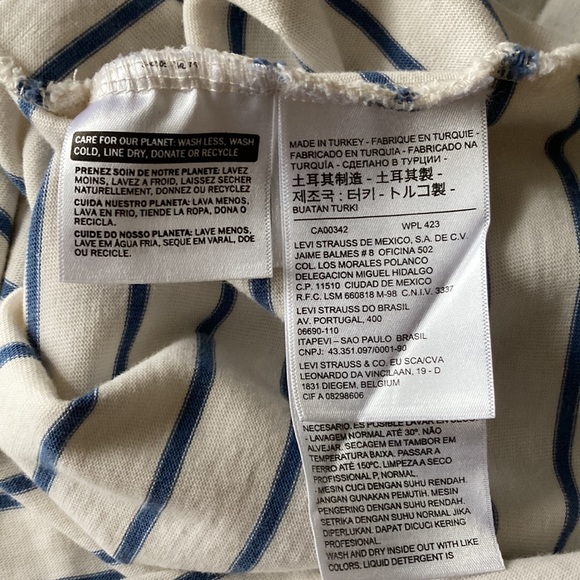 CARE FOR OUR PLANET: WASH LESS, WASH
COLD, LINE DRY, DONATE OR RECYCLE
PRENEZ SOIN DE NOTRE PLANETE: LAVEZ
MOINS, LAVEZ A FROID, LAISSEZ SÉCHER
NATURELLEMENT, DONNEZ OU RECYCLEZ
CUIDA NUESTRO PLANETA: LAVA MENOS,
LAVA EN FRIO, TIENDE LA ROPA, DONA O
RECICLA
CUIDE DO NOSSO PLANETA: LAVE MENOS,
LAVE EM ÁGUA FRIA, SEQUE EM VARAL, DOE
OU RECICLE.
MADE IN TURKEY - FABRIQUE EN TURQUIE -
FABRICADO EN TURQUIA - FABRICADO NA
TURQUÍA - СДЕЛАНО В ТУРЦИИ -
土耳其制造 - 土耳其製 -
제조국 : 터키 - トルコ製 -
BUATAN TURKI
CA00342 WPL 423
LEVI STRAUSS DE MEXICO, S.A. DE C.V
JAIME BALMES # 8 OFICINA 502
COL. LOS MORALES POLANCO
DELEGACION MIGUEL HIDALGO
C.P. 11510 CIUDAD DE MEXICO
R.F.C. LSM 660818 M-98 C.N.I.V. 3337
LEVI STRAUSS DO BRASIL
AV. PORTUGAL, 400
06690-110
ITAPEVI – SAU PAULO BRASIL
CNPJ: 43.351.097/0001-90
LEVI STRAUSS & CO. EU SCA/CVA
LEONARDO DA VINCILAAN, 19 - D
1831 DIEGEM, BELGIUM
CIF A 08298606
NECESARIO. ES POSIBLE LAVAR EN SECO
- LAVAGEM NORMAL ATÉ 30°. NÃO
ALVEJAR. SECAGEM EM TAMBOR EM
TEMPERATURA BAIXA. PASSAR A
FERRO ATÉ 150ºC. LIMPEZA A SECO
PROFISSIONAL P, NORMAL.
- MESIN CUCI DENGAN SUHU RENDAH.
JANGAN GUNAKAN PEMUTIH. MESIN
PENGERING DENGAN SUHU RENDAH.
SETRIKA DENGAN SUHU NORMAL JIKA
DIPERLUKAN. DAPAT DICUCI KERING
PROFESSIONAL.
WASH AND DRY INSIDE OUT WITH LIKE
COLORS. LIQUID DETERGENT IS